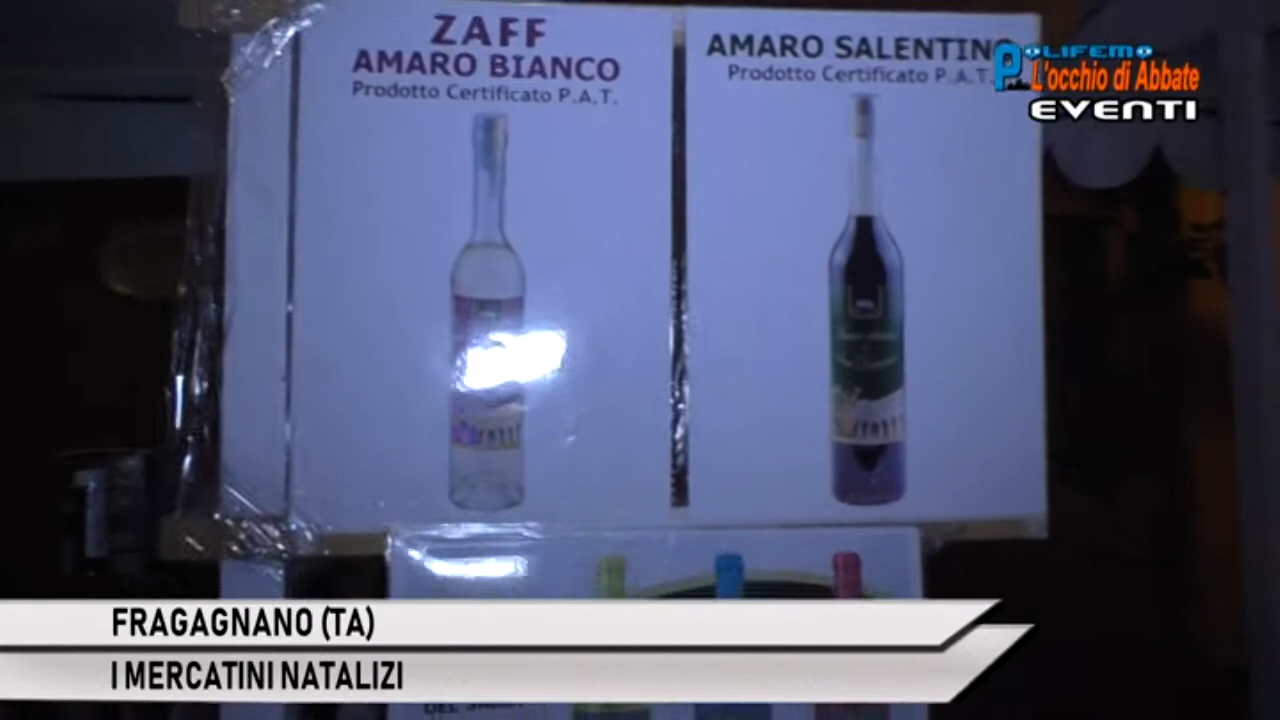 ZAFF
AMARO BIANCO
Prodotto Certificato P.A.T.
AMARO SALENTINO
Prodotto Certificato P.A.T.
POLIFEMO
L'occhio di Abbate
EVENTI
FRAGAGNANO (TA)
I MERCATINI NATALIZI